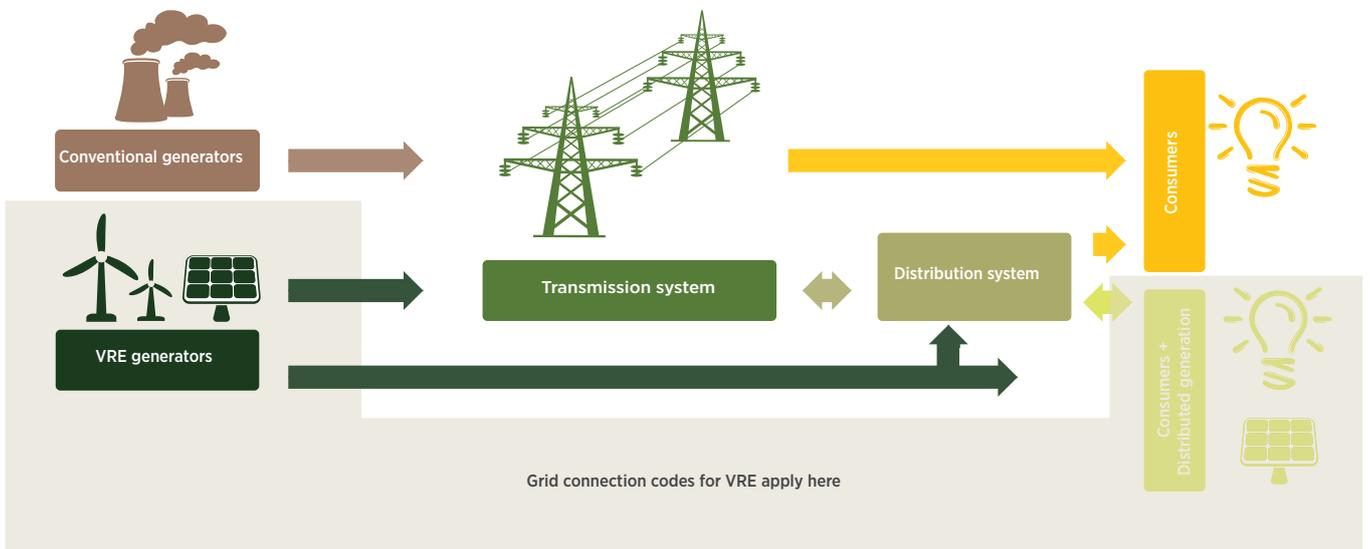 Conventional generators
Consumers
Distribution system
Transmission system
VRE generators
Consumers +
Distributed generation
Grid connection codes for VRE apply here